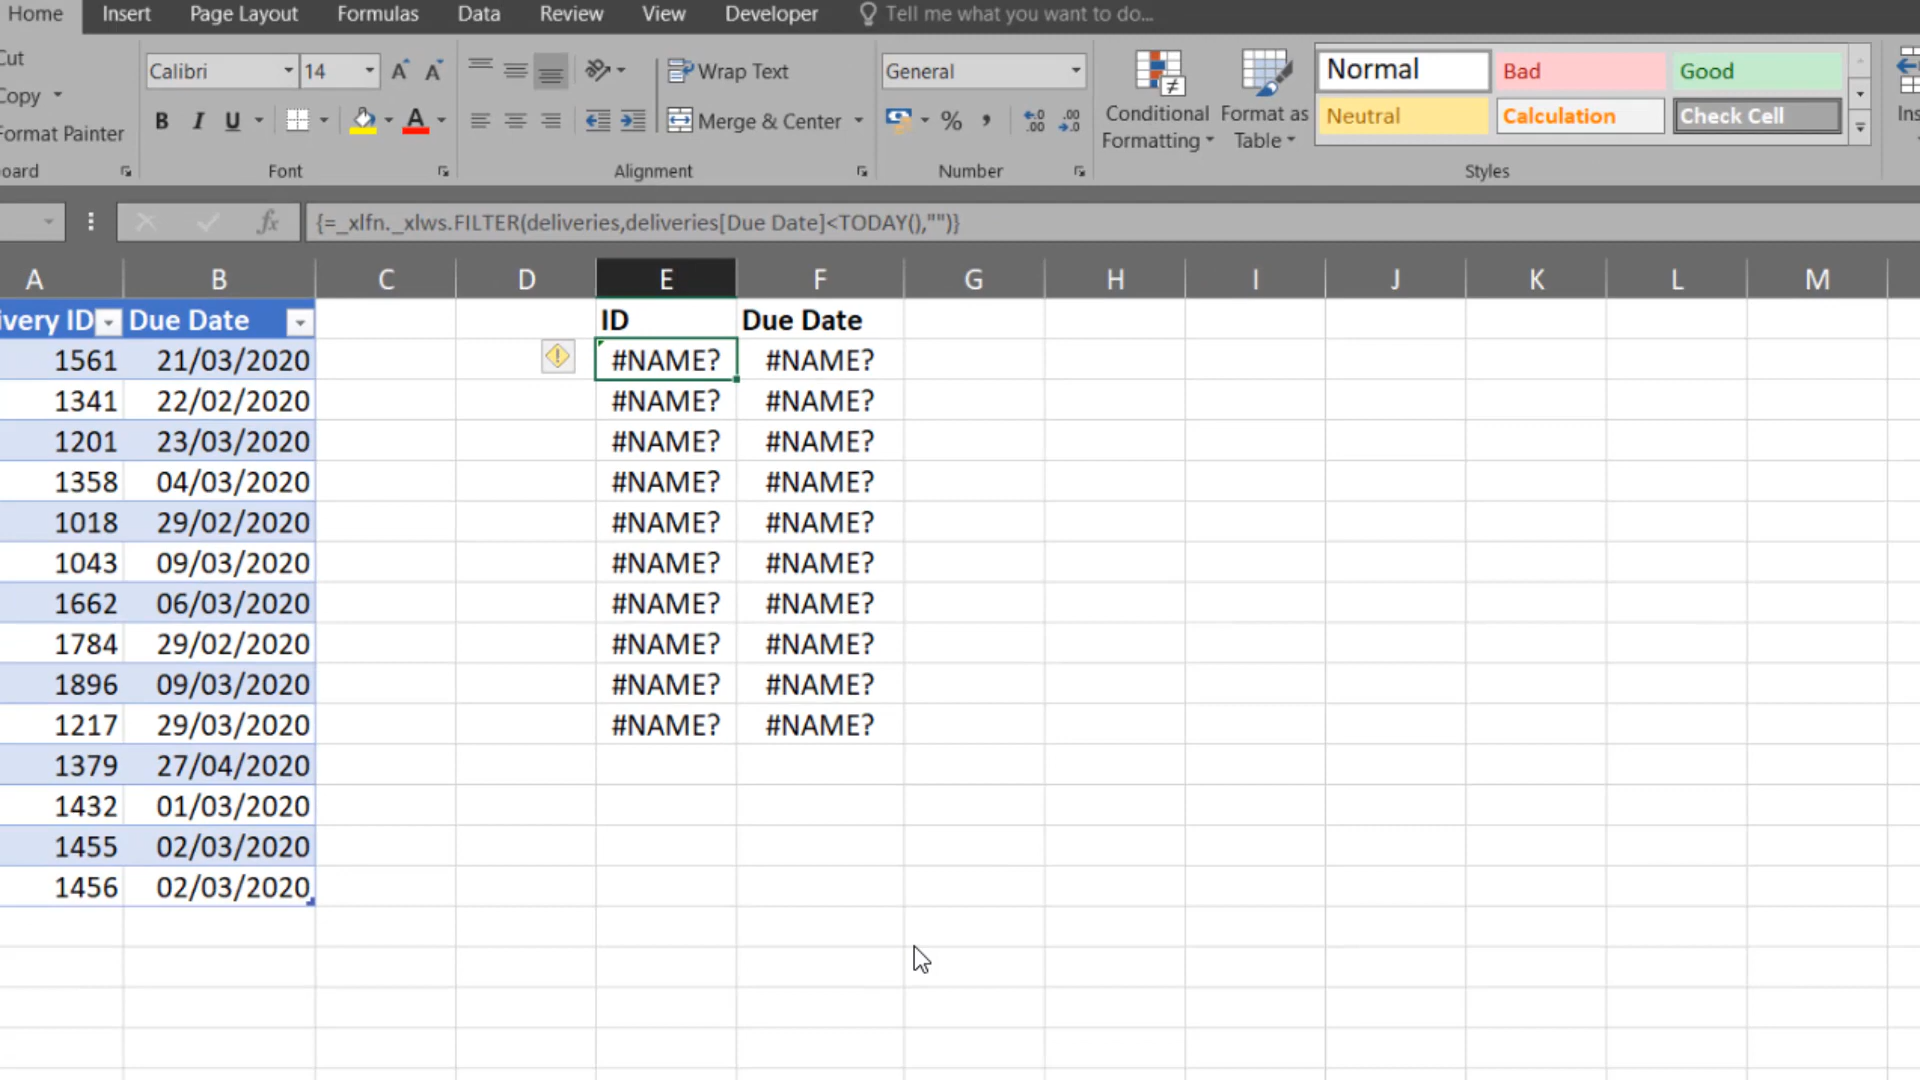 Home Insert Page Layout Formulas Data Review View Developer Tell me what you want to do...
Cut
Copy
Format Painter
Calibri 14
B I U A
Wrap Text
Merge & Center
General
% ,
Conditional Formatting
Format as Table
Normal Bad Good
Neutral Calculation Check Cell
oard Font Alignment Number Styles
fx {=_xlfn._xlws.FILTER(deliveries,deliveries[Due Date]<TODAY(),"")}
A B C D E F G H I J K L M
ivery ID Due Date ID Due Date
1561 21/03/2020 #NAME? #NAME?
1341 22/02/2020 #NAME? #NAME?
1201 23/03/2020 #NAME? #NAME?
1358 04/03/2020 #NAME? #NAME?
1018 29/02/2020 #NAME? #NAME?
1043 09/03/2020 #NAME? #NAME?
1662 06/03/2020 #NAME? #NAME?
1784 29/02/2020 #NAME? #NAME?
1896 09/03/2020 #NAME? #NAME?
1217 29/03/2020 #NAME? #NAME?
1379 27/04/2020
1432 01/03/2020
1455 02/03/2020
1456 02/03/2020